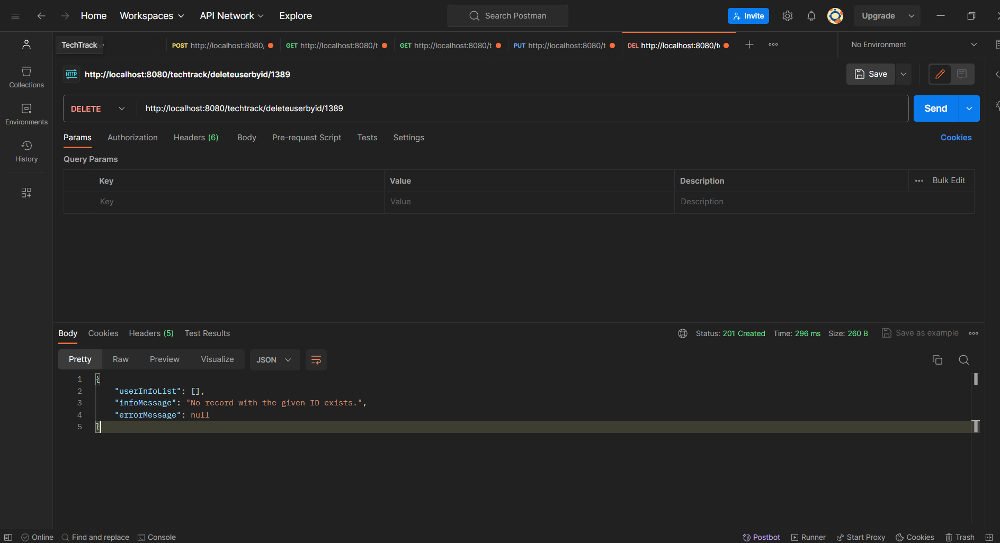 Home Workspaces API Network Explore Search Postman Invite Upgrade
TechTrack POST http://localhost:8080/ GET http://localhost:8080/t GET http://localhost:8080/t PUT http://localhost:8080/t DEL http://localhost:8080/t No Environment
HTTP http://localhost:8080/techtrack/deleteuserbyid/1389 Save
Collections
DELETE http://localhost:8080/techtrack/deleteuserbyid/1389 Send
Environments
Params Authorization Headers (6) Body Pre-request Script Tests Settings Cookies
History
Query Params
Key Value Description Bulk Edit
Key Value Description
Body Cookies Headers (5) Test Results Status: 201 Created Time: 296 ms Size: 260 B Save as example
Pretty Raw Preview Visualize JSON
1 {
2 "userInfoList": [],
3 "infoMessage": "No record with the given ID exists.",
4 "errorMessage": null
5 }
Online Find and replace Console Postbot Runner Start Proxy Cookies Trash